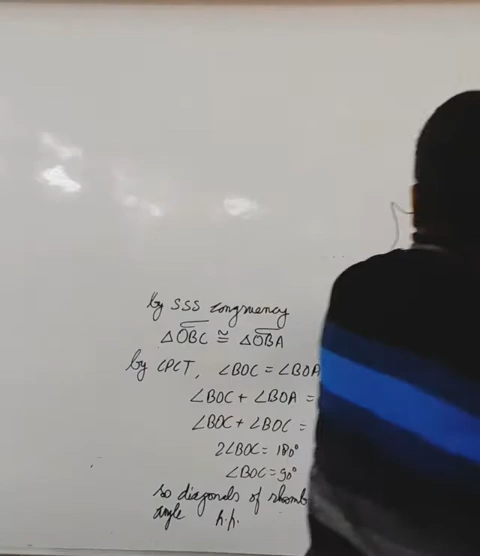 by SSS congruency
△OBC ≅ △OBA
by CPCT, ∠BOC = ∠BOA
∠BOC + ∠BOA =
∠BOC + ∠BOC =
2∠BOC = 180°
∠BOC = 90°
so diagonals of rhomb
angle h.p.